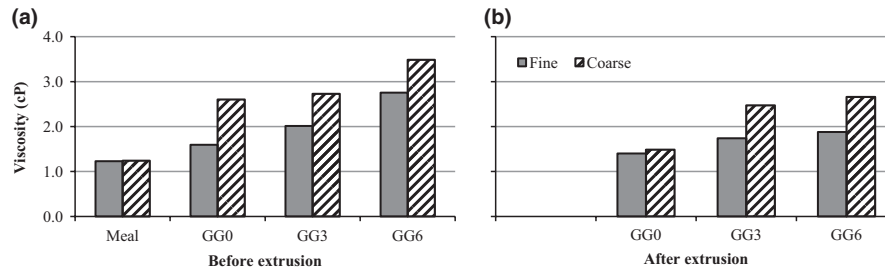 (a)
(b)
Viscosity (cP)
4.0
3.0
2.0
1.0
0.0
Meal GG0 GG3 GG6
Before extrusion
Fine Coarse
GG0 GG3 GG6
After extrusion